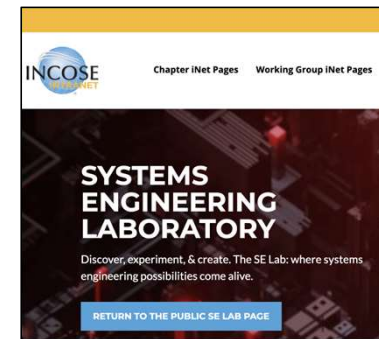 INCOSE
Chapter iNet Pages Working Group iNet Pages
SYSTEMS
ENGINEERING
LABORATORY
Discover, experiment, & create. The SE Lab: where systems
engineering possibilities come alive.
RETURN TO THE PUBLIC SE LAB PAGE